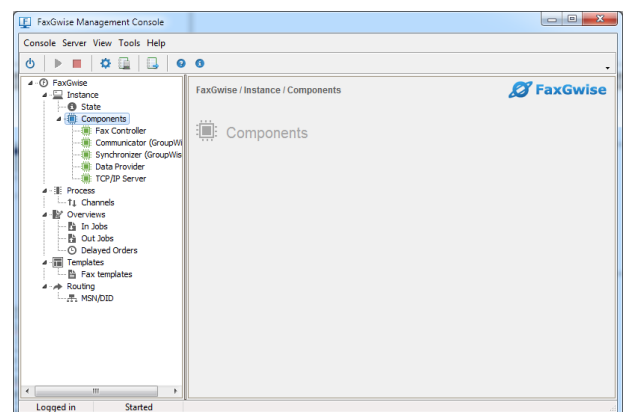 FaxGwise Management Console
Console Server View Tools Help
FaxGwise
Instance
State
Components
Fax Controller
Communicator (GroupWi
Synchronizer (GroupWis
Data Provider
TCP/IP Server
Process
Channels
Overviews
In Jobs
Out Jobs
Delayed Orders
Templates
Fax templates
Routing
MSN/DID
FaxGwise / Instance / Components
FaxGwise
Components
Logged in Started